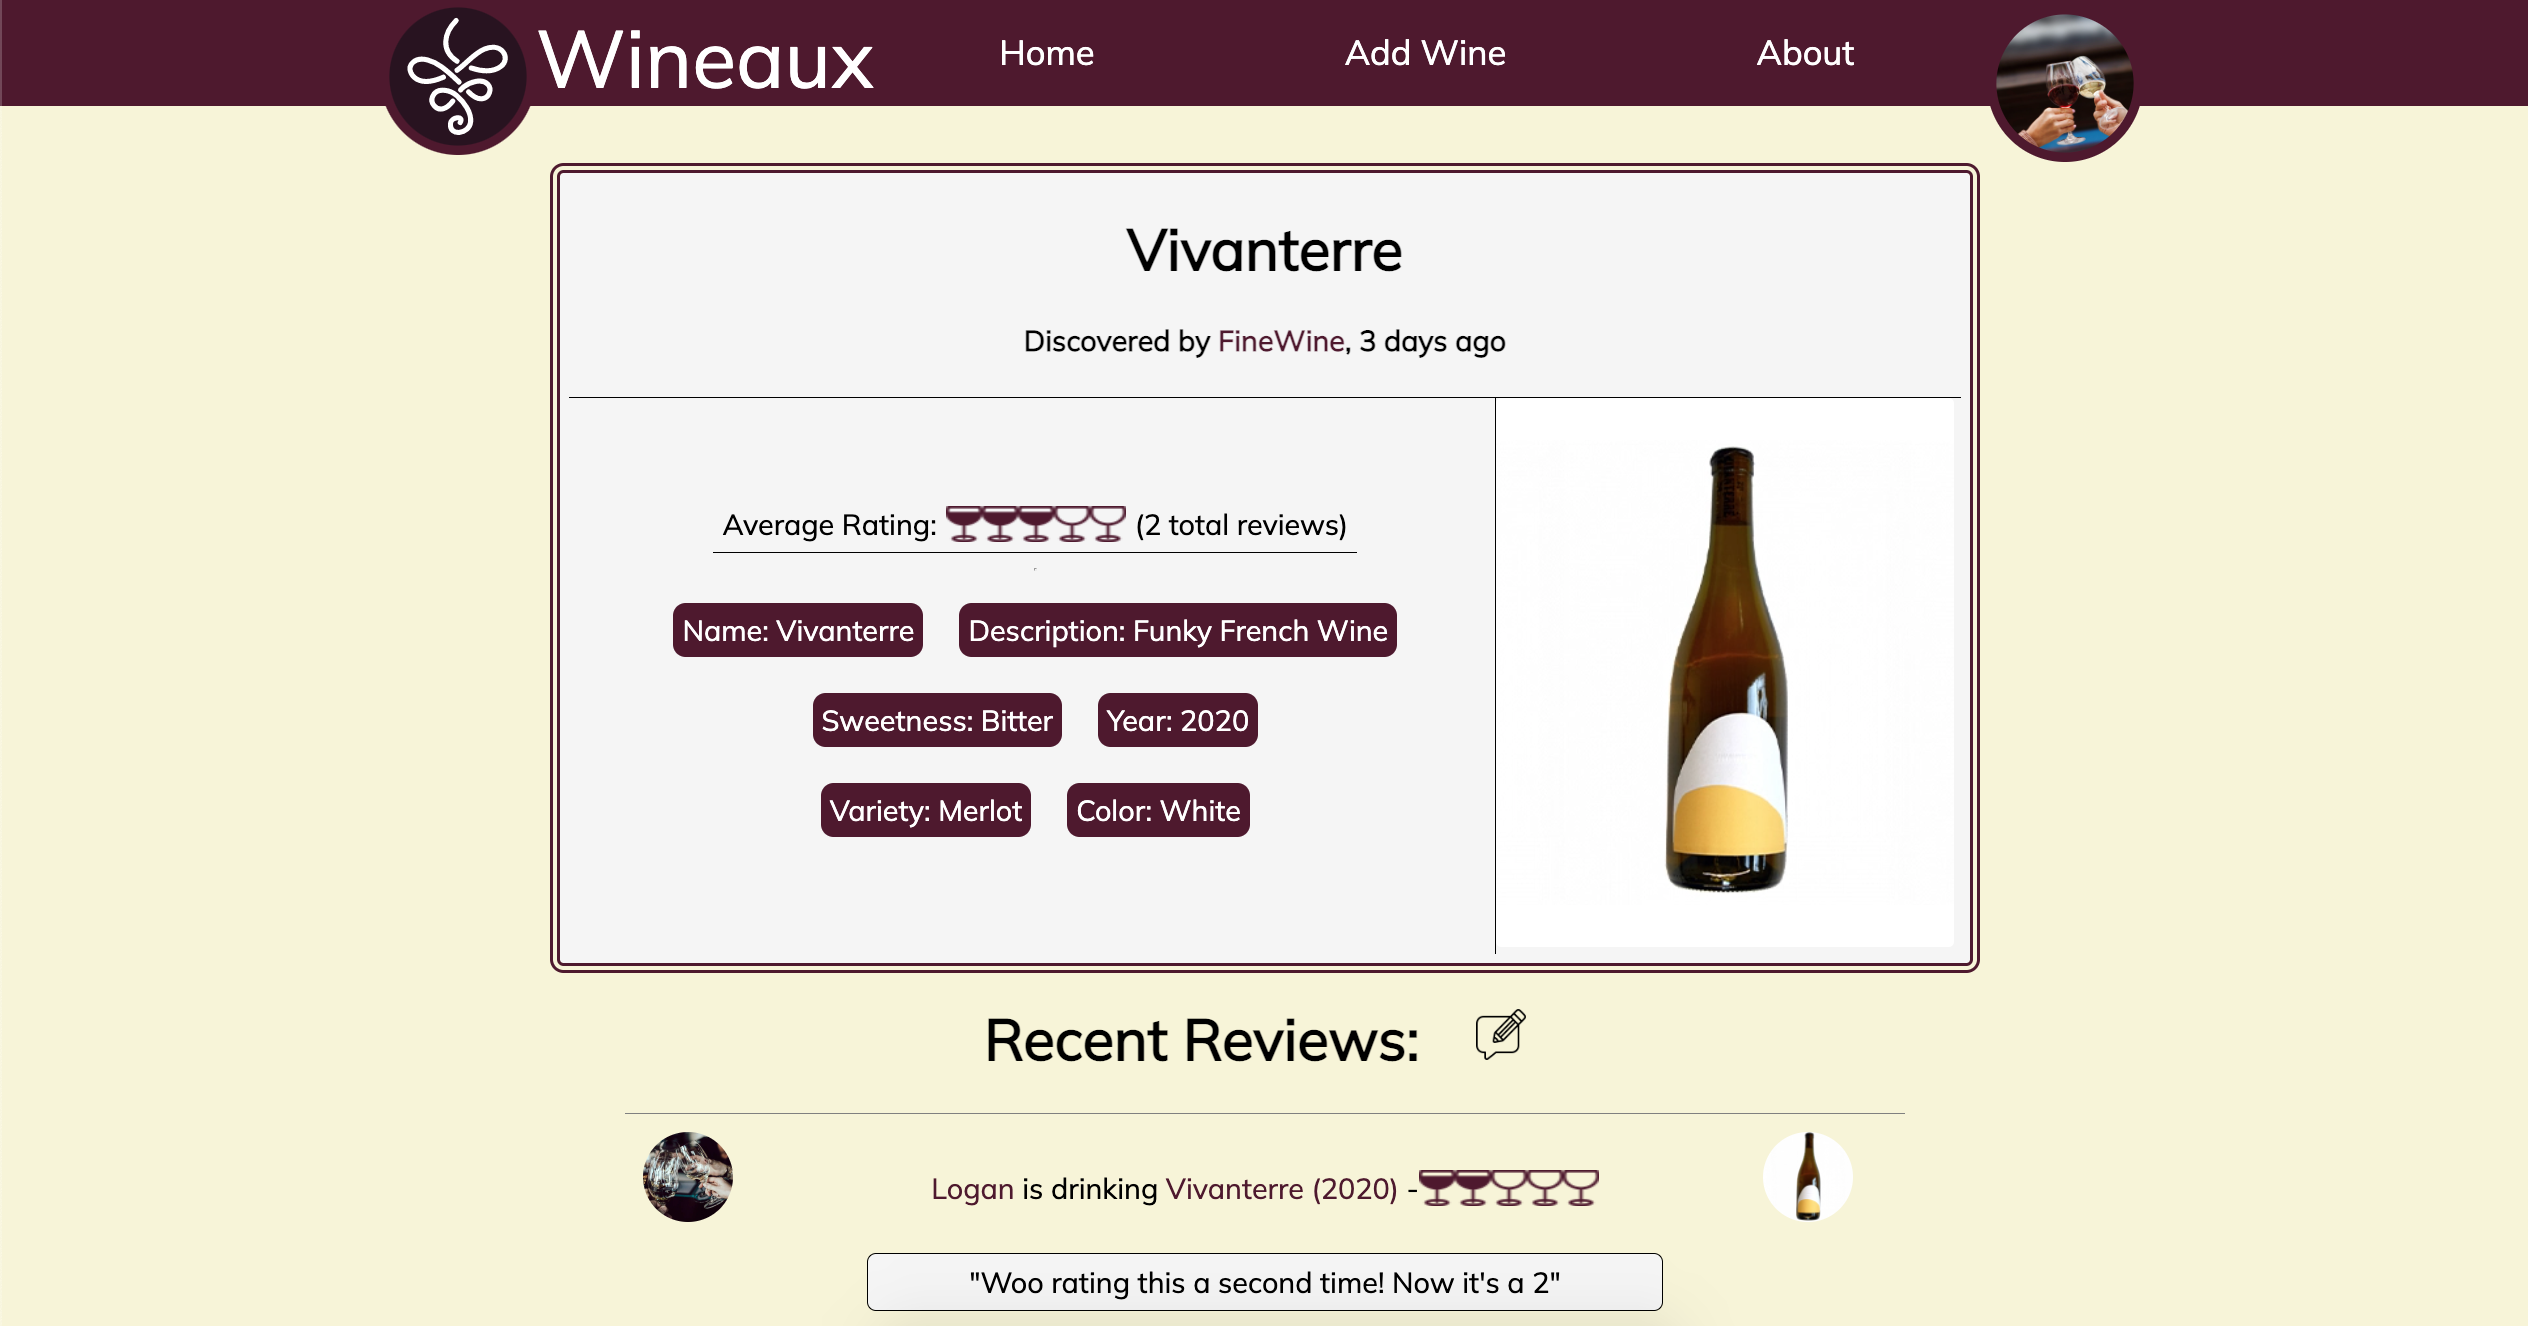 Wineaux Home Add Wine About
Vivanterre
Discovered by FineWine, 3 days ago
Average Rating: (2 total reviews)
Name: Vivanterre Description: Funky French Wine
Sweetness: Bitter Year: 2020
Variety: Merlot Color: White
Recent Reviews:
Logan is drinking Vivanterre (2020) -
"Woo rating this a second time! Now it's a 2"